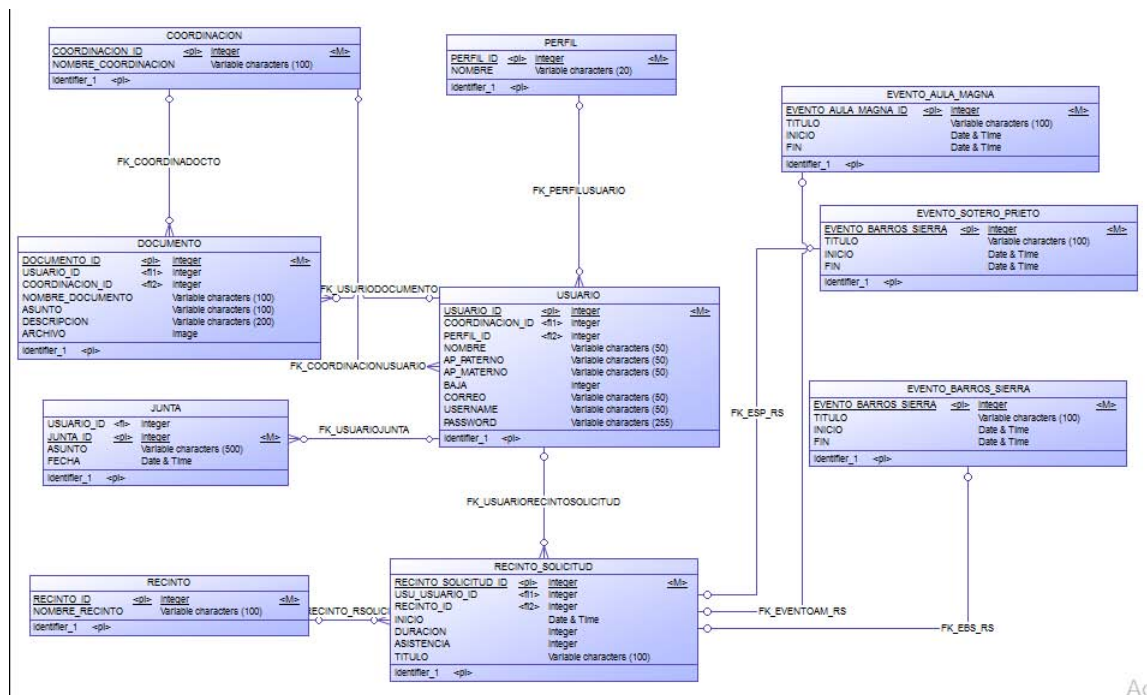 COORDINACION
COORDINACION_ID <pi> Integer <M>
NOMBRE_COORDINACION Variable characters (100)
Identifier_1 <pi>
PERFIL
PERFIL_ID <pi> Integer <M>
NOMBRE Variable characters (20)
Identifier_1 <pi>
EVENTO_AULA_MAGNA
EVENTO_AULA_MAGNA_ID <pi> Integer <M>
TITULO Variable characters (100)
INICIO Date & Time
FIN Date & Time
Identifier_1 <pi>
FK_COORDINADOCTO
FK_PERFILUSUARIO
EVENTO_SOTERO_PRIETO
EVENTO_BARROS_SIERRA <pi> Integer <M>
TITULO Variable characters (100)
INICIO Date & Time
FIN Date & Time
Identifier_1 <pi>
DOCUMENTO
DOCUMENTO_ID <pi> Integer <M>
USUARIO_ID <fi1> Integer
COORDINACION_ID <fi2> Integer
NOMBRE_DOCUMENTO Variable characters (100)
ASUNTO Variable characters (100)
DESCRIPCION Variable characters (200)
ARCHIVO Image
Identifier_1 <pi>
FK_USURIODOCUMENTO
USUARIO
USUARIO_ID <pi> Integer <M>
COORDINACION_ID <fi1> Integer
PERFIL_ID <fi2> Integer
NOMBRE Variable characters (50)
AP_PATERNO Variable characters (50)
AP_MATERNO Variable characters (50)
BAJA Integer
CORREO Variable characters (50)
USERNAME Variable characters (50)
PASSWORD Variable characters (255)
Identifier_1 <pi>
FK_COORDINACIONUSUARIO
EVENTO_BARROS_SIERRA
EVENTO_BARROS_SIERRA <pi> Integer <M>
TITULO Variable characters (100)
INICIO Date & Time
FIN Date & Time
Identifier_1 <pi>
JUNTA
USUARIO_ID <fi> Integer
JUNTA_ID <pi> Integer <M>
ASUNTO Variable characters (500)
FECHA Date & Time
Identifier_1 <pi>
FK_USUARIOJUNTA
FK_ESP_RS
FK_USUARIORECINTOSOLICITUD
RECINTO
RECINTO_ID <pi> Integer <M>
NOMBRE_RECINTO Variable characters (100)
Identifier_1 <pi>
RECINTO_RSOLICI
RECINTO_SOLICITUD
RECINTO_SOLICITUD_ID <pi> Integer <M>
USU_USUARIO_ID <fi1> Integer
RECINTO_ID <fi2> Integer
INICIO Date & Time
DURACION Integer
ASISTENCIA Integer
TITULO Variable characters (100)
Identifier_1 <pi>
FK_EVENTOAM_RS
FK_EBS_RS
Ac